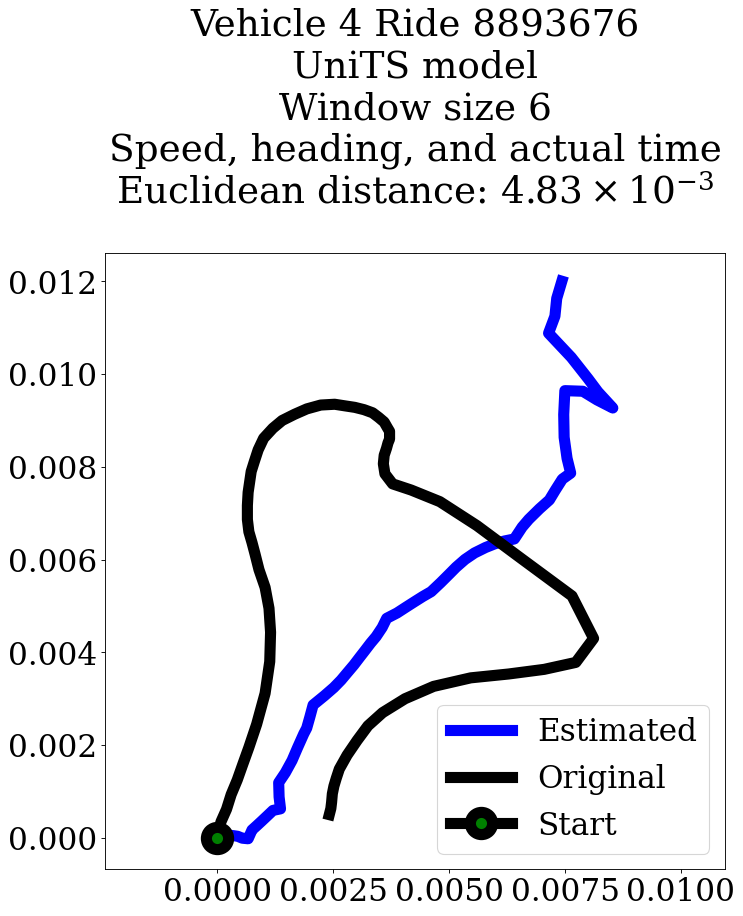 Vehicle 4 Ride 8893676
UniTS model
Window size 6
Speed, heading, and actual time
Euclidean distance: 4.83 × 10⁻³
0.012
0.010
0.008
0.006
0.004
0.002
0.000
Estimated
Original
Start
0.0000 0.0025 0.0050 0.0075 0.0100